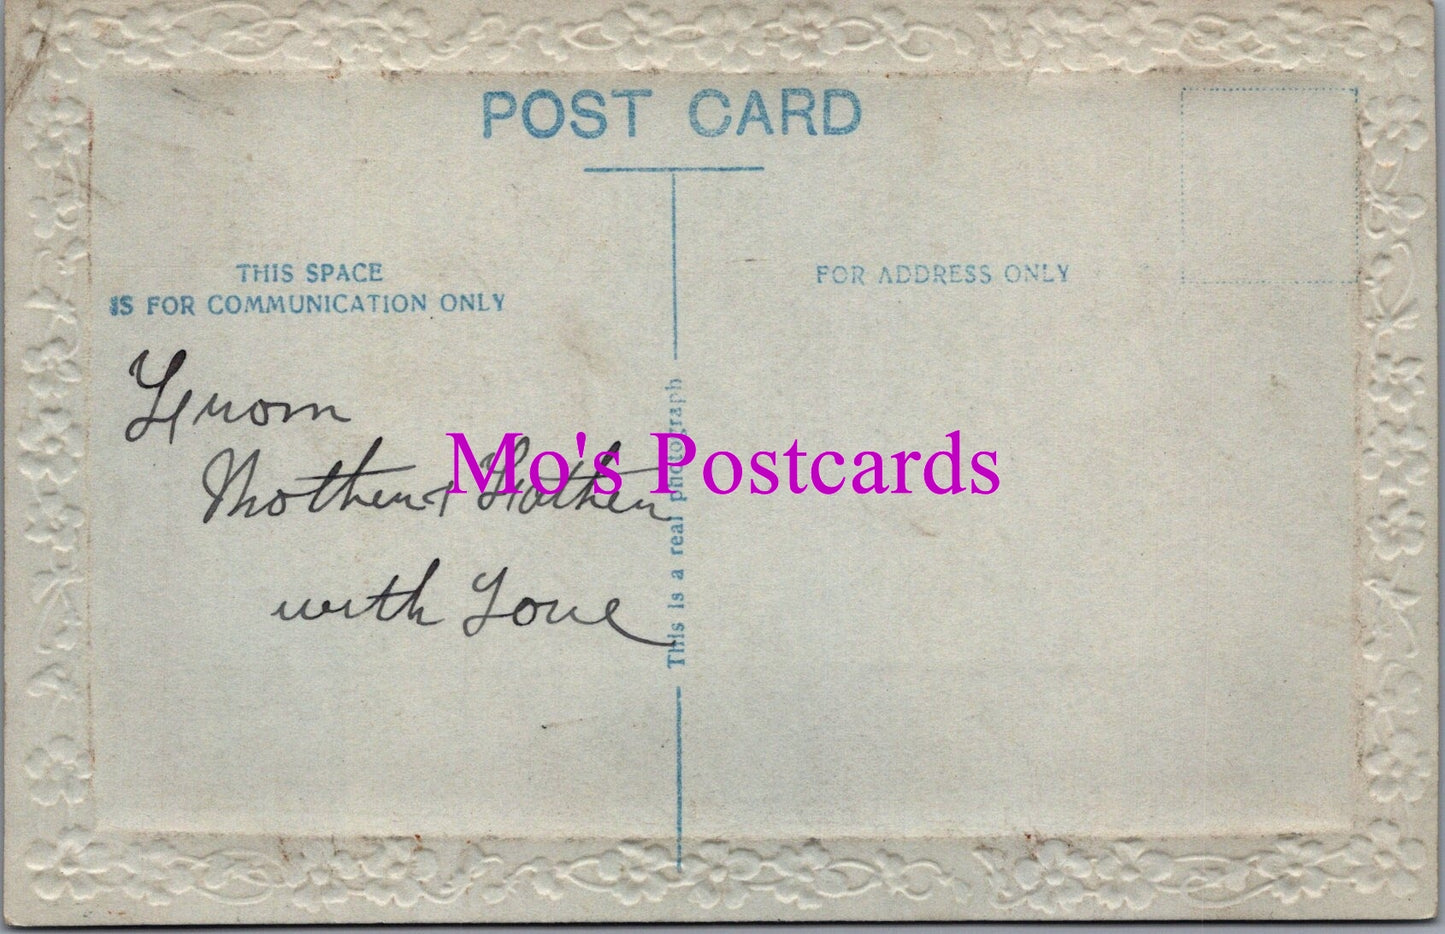 POST CARD
THIS SPACE
IS FOR COMMUNICATION ONLY
FOR ADDRESS ONLY
From
Mother + Father
with Love
This is a real photograph
Mo's Postcards